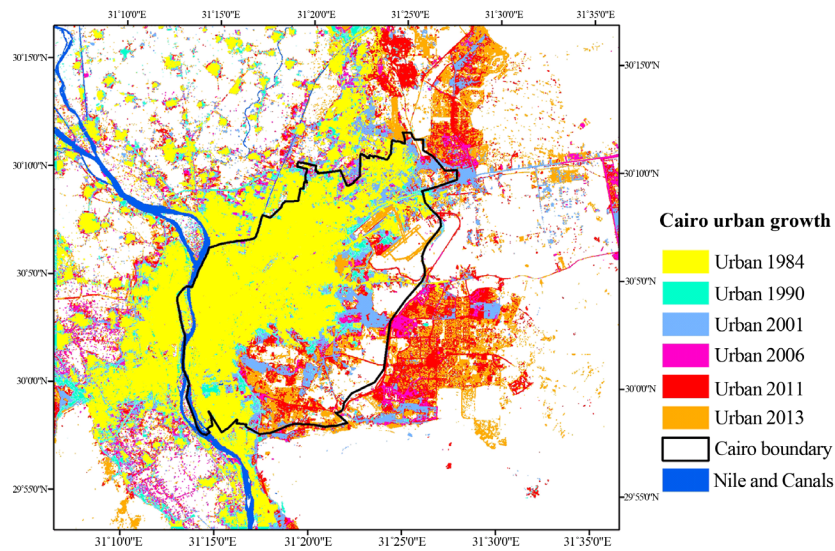 31°10'0"E 31°15'0"E 31°20'0"E 31°25'0"E 31°30'0"E 31°35'0"E
30°15'0"N 30°15'0"N
30°10'0"N 30°10'0"N
30°5'0"N 30°5'0"N
30°0'0"N 30°0'0"N
29°55'0"N 29°55'0"N
31°10'0"E 31°15'0"E 31°20'0"E 31°25'0"E 31°30'0"E 31°35'0"E
Cairo urban growth
Urban 1984
Urban 1990
Urban 2001
Urban 2006
Urban 2011
Urban 2013
Cairo boundary
Nile and Canals